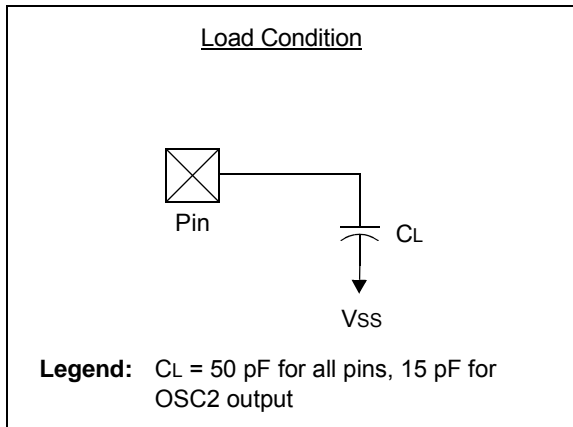 Load Condition
Pin
CL
VSS
Legend: CL = 50 pF for all pins, 15 pF for
OSC2 output